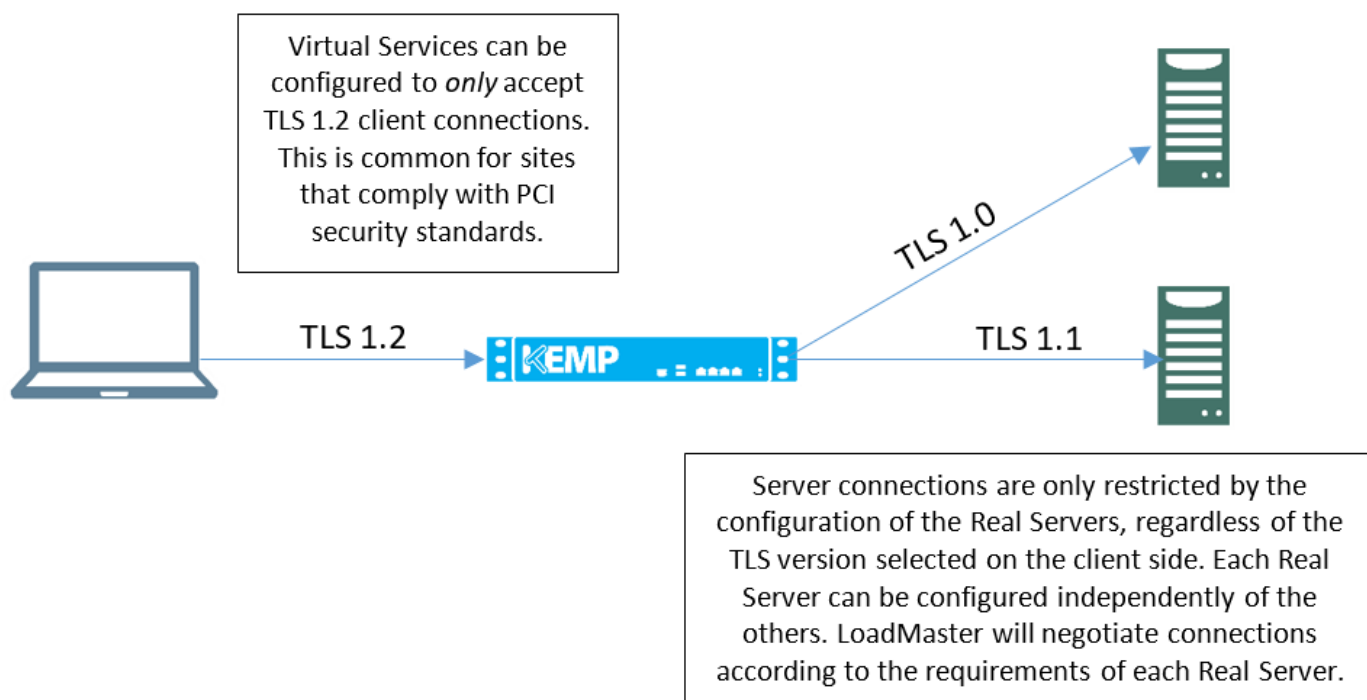 Virtual Services can be
configured to only accept
TLS 1.2 client connections.
This is common for sites
that comply with PCI
security standards.
TLS 1.0
TLS 1.2
KEMP
TLS 1.1
Server connections are only restricted by the
configuration of the Real Servers, regardless of the
TLS version selected on the client side. Each Real
Server can be configured independently of the
others. LoadMaster will negotiate connections
according to the requirements of each Real Server.